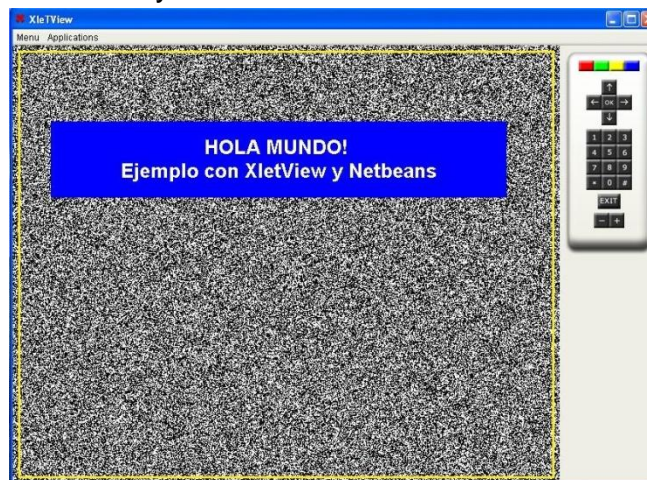 XleTView
Menu Applications
HOLA MUNDO!
Ejemplo con XletView y Netbeans
OK
1 2 3
4 5 6
7 8 9
* 0 #
EXIT
- +